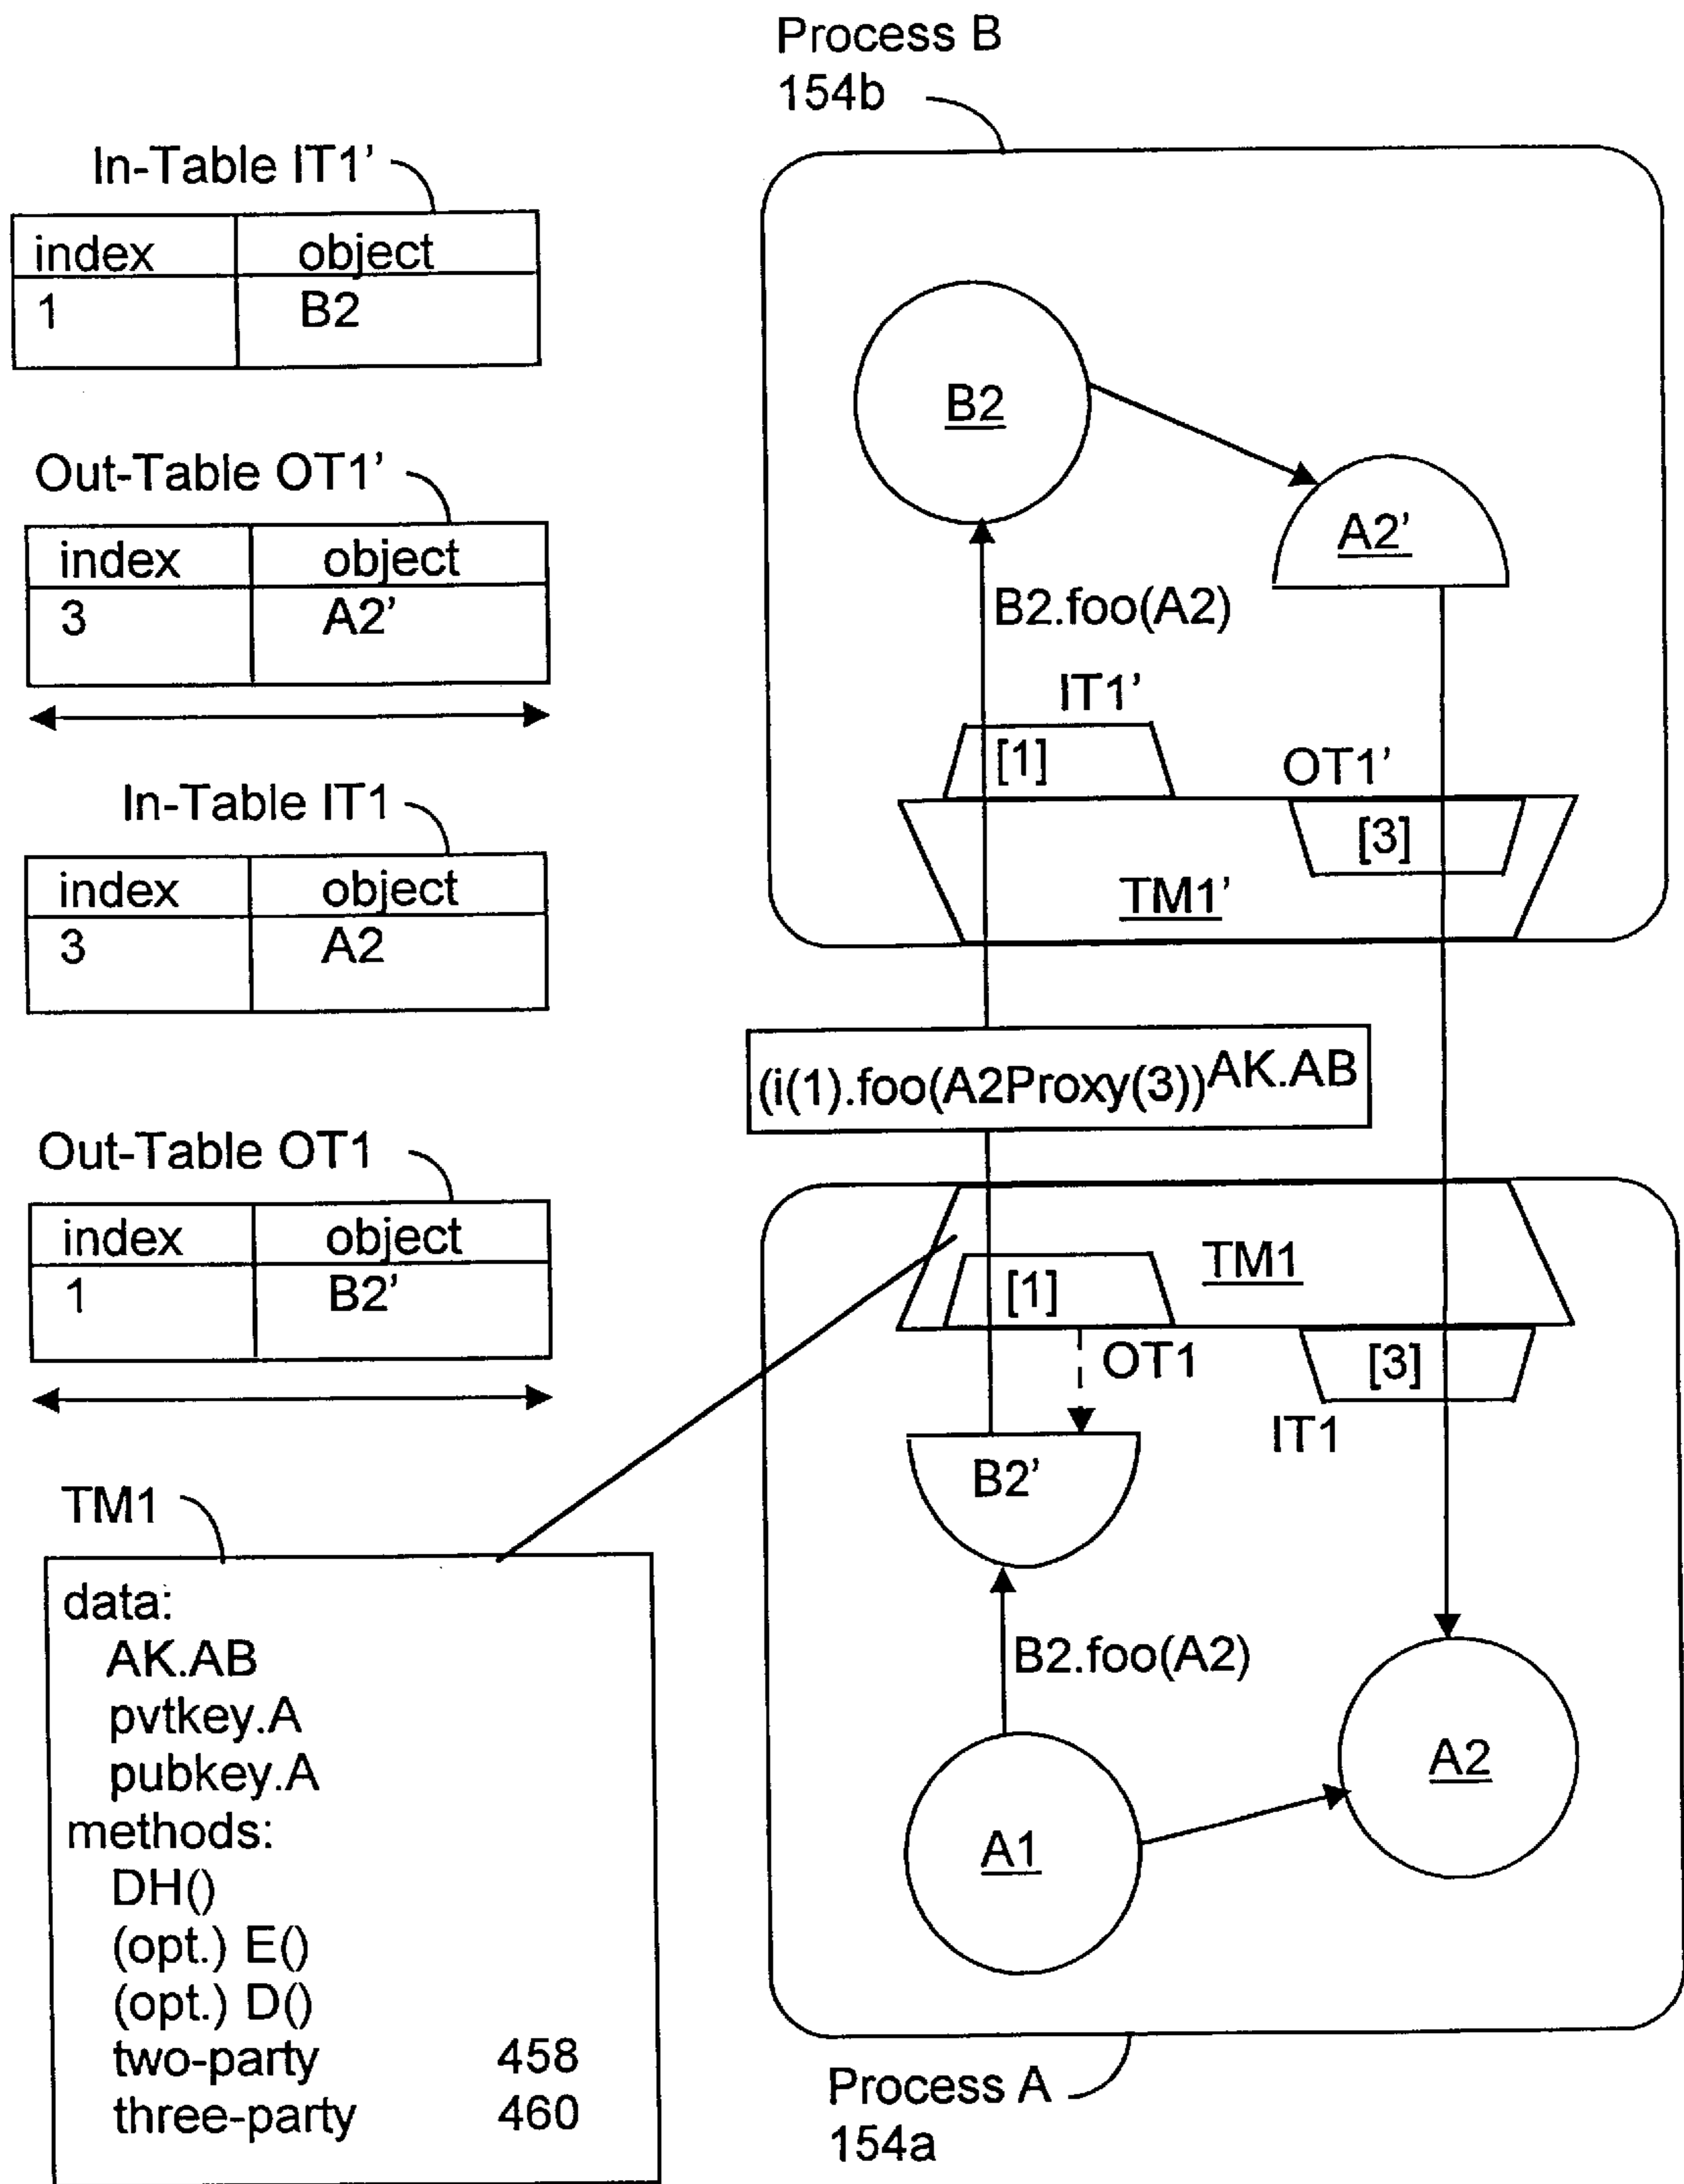 Process B
154b
In-Table IT1'
index object
1 B2
Out-Table OT1'
index object
3 A2'
In-Table IT1
index object
3 A2
Out-Table OT1
index object
1 B2'
TM1
data:
AK.AB
pvtkey.A
pubkey.A
methods:
DH()
(opt.) E()
(opt.) D()
two-party 458
three-party 460
B2
A2'
B2.foo(A2)
IT1'
[1]
OT1'
[3]
TM1'
(i(1).foo(A2Proxy(3))AK.AB
TM1
[1]
OT1
[3]
IT1
B2'
B2.foo(A2)
A2
A1
Process A
154a